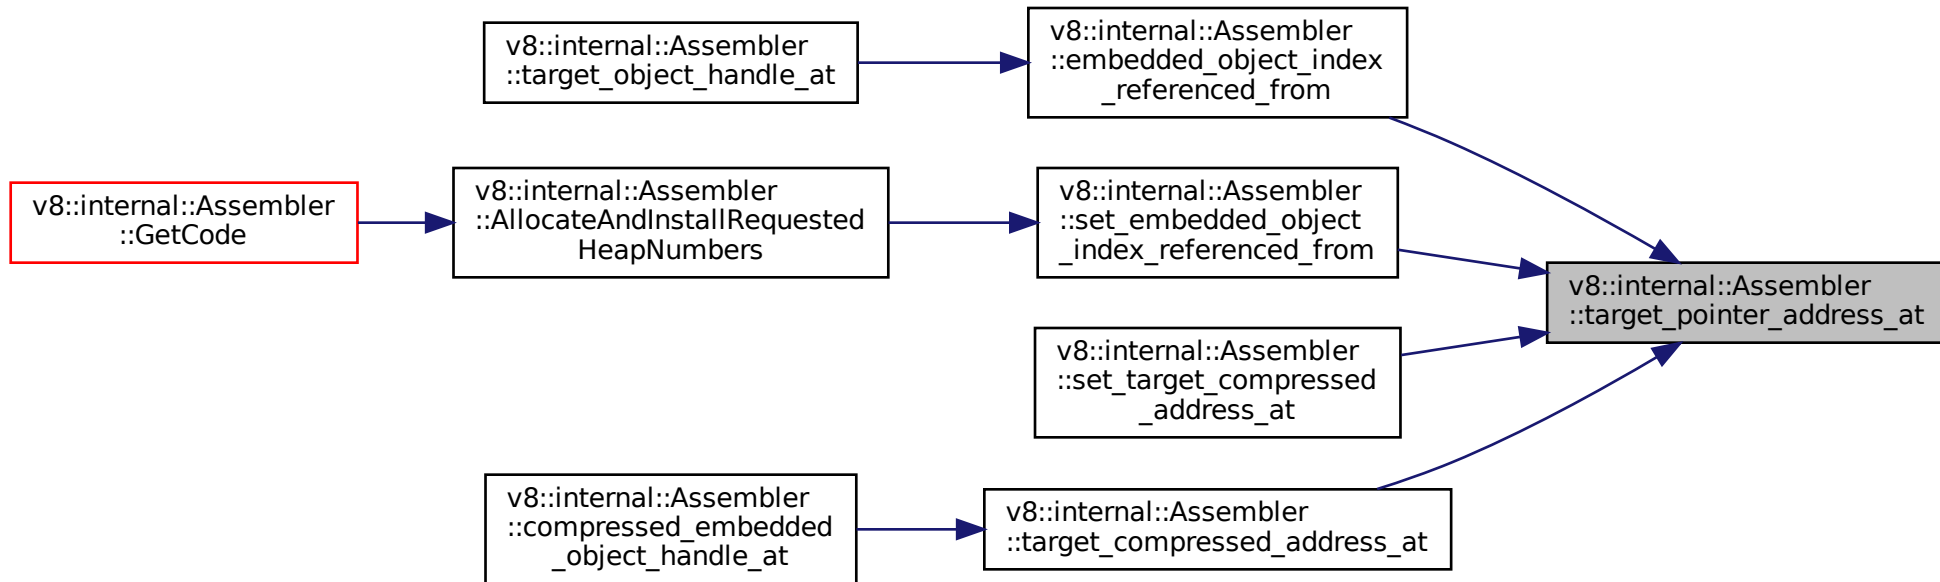 v8::internal::Assembler
::target_object_handle_at
v8::internal::Assembler
::embedded_object_index
_referenced_from
v8::internal::Assembler
::GetCode
v8::internal::Assembler
::AllocateAndInstallRequested
HeapNumbers
v8::internal::Assembler
::set_embedded_object
_index_referenced_from
v8::internal::Assembler
::target_pointer_address_at
v8::internal::Assembler
::set_target_compressed
_address_at
v8::internal::Assembler
::compressed_embedded
_object_handle_at
v8::internal::Assembler
::target_compressed_address_at